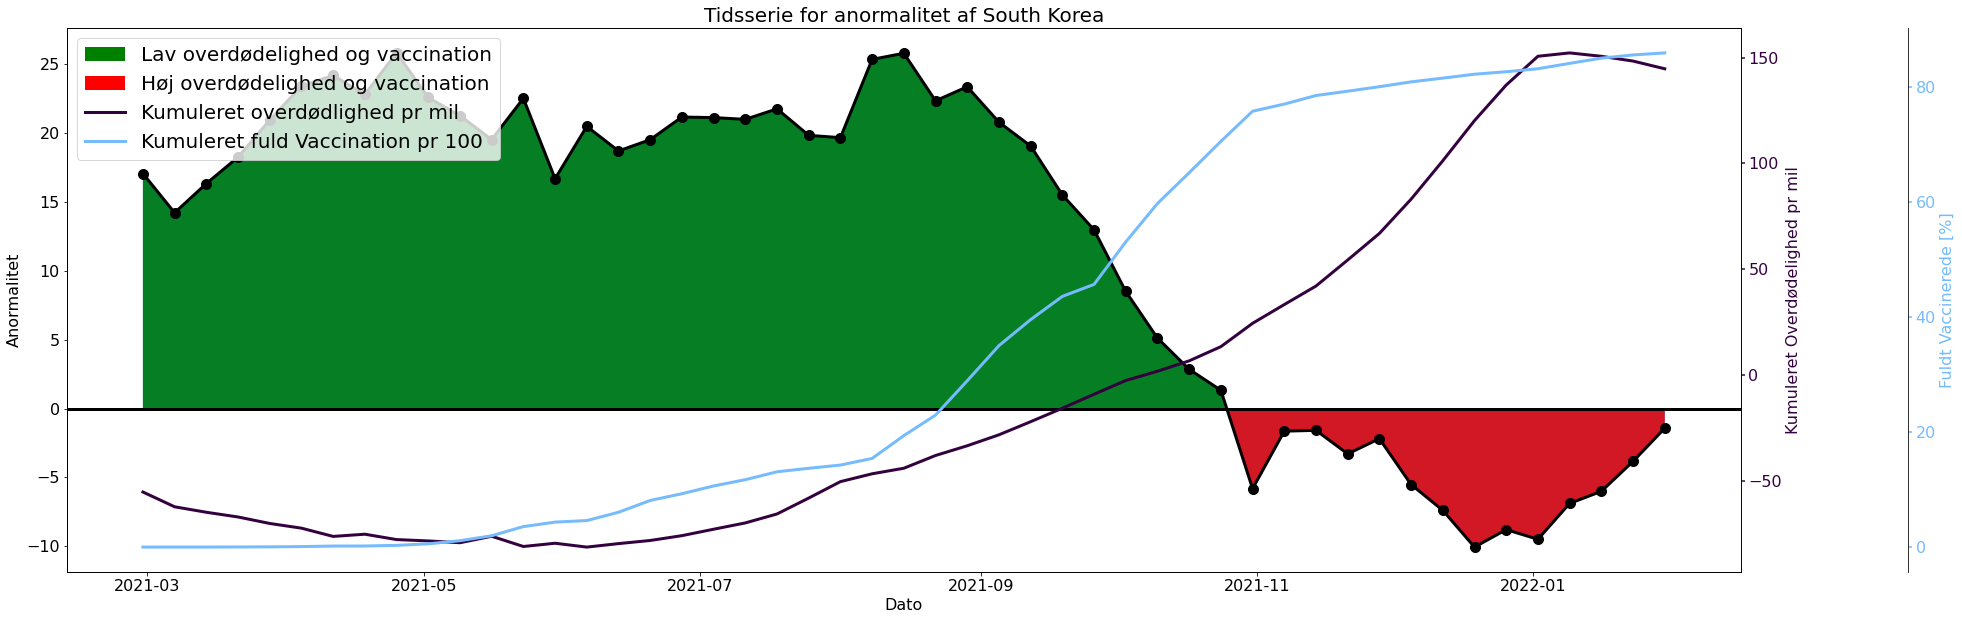 Tidsserie for anormalitet af South Korea
Lav overdødelighed og vaccination
Høj overdødelighed og vaccination
Kumuleret overdødlighed pr mil
Kumuleret fuld Vaccination pr 100
Anormalitet
25
20
15
10
5
0
−5
−10
2021-03
2021-05
2021-07
2021-09
2021-11
2022-01
Dato
150
100
50
0
−50
Kumuleret Overdødelighed pr mil
80
60
40
20
0
Fuldt Vaccinerede [%]